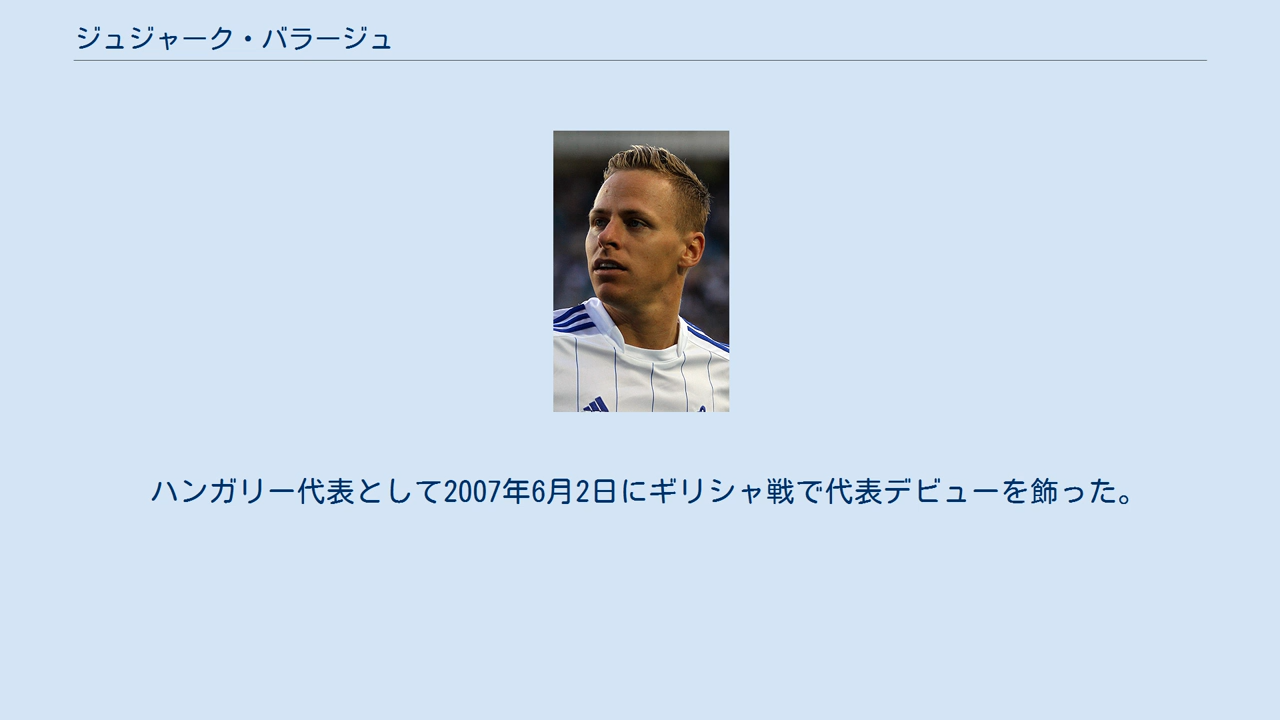 ジュジャーク・バラージュ
ハンガリー代表として2007年6月2日にギリシャ戦で代表デビューを飾った。